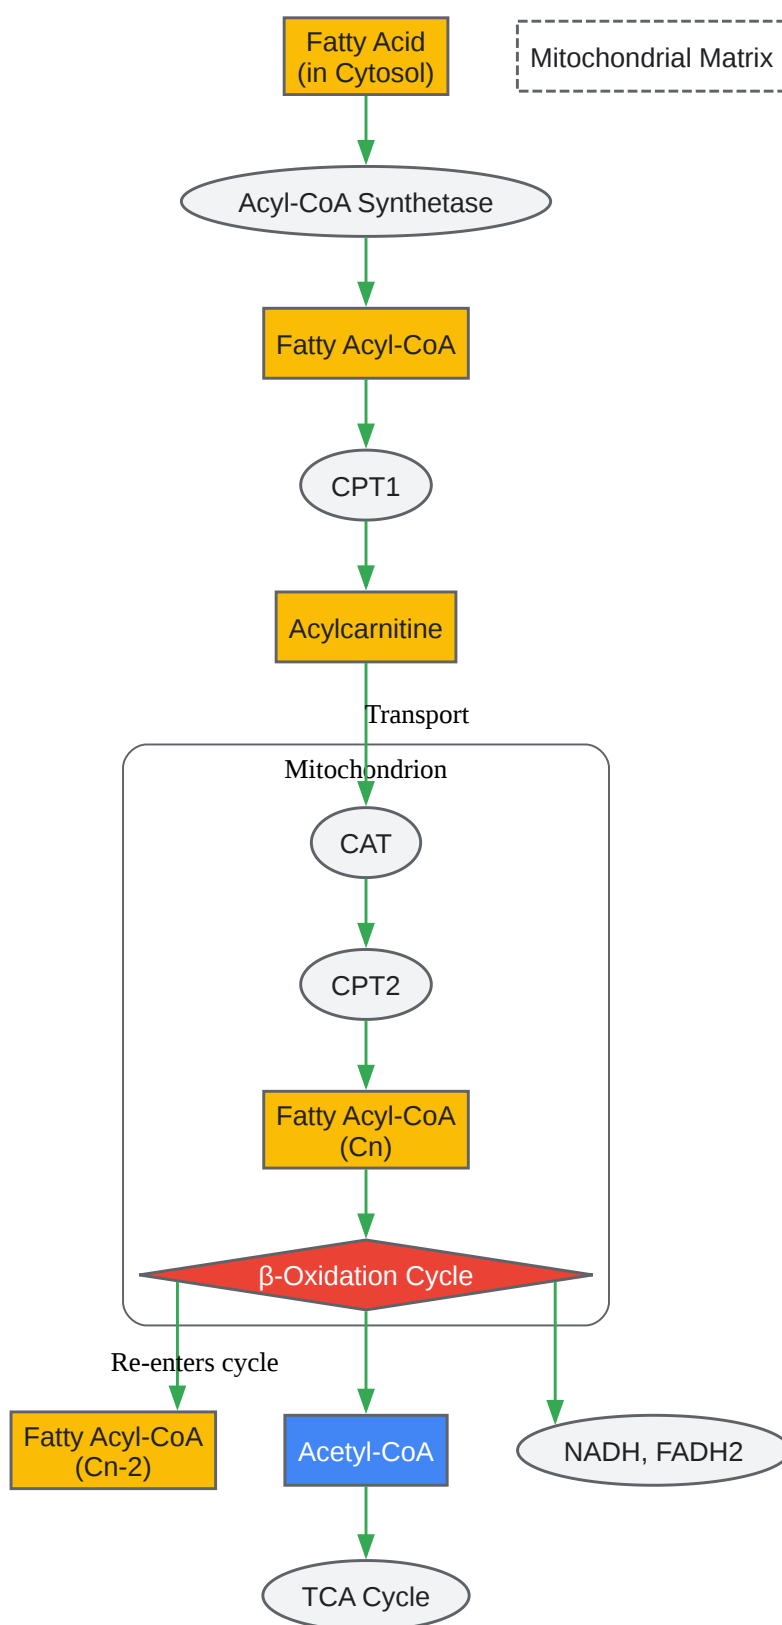 Fatty Acid
(in Cytosol)
Mitochondrial Matrix
Acyl-CoA Synthetase
Fatty Acyl-CoA
CPT1
Acylcarnitine
Transport
Mitochondrion
CAT
CPT2
Fatty Acyl-CoA
(Cn)
β-Oxidation Cycle
Re-enters cycle
Fatty Acyl-CoA
(Cn-2)
Acetyl-CoA
NADH, FADH2
TCA Cycle